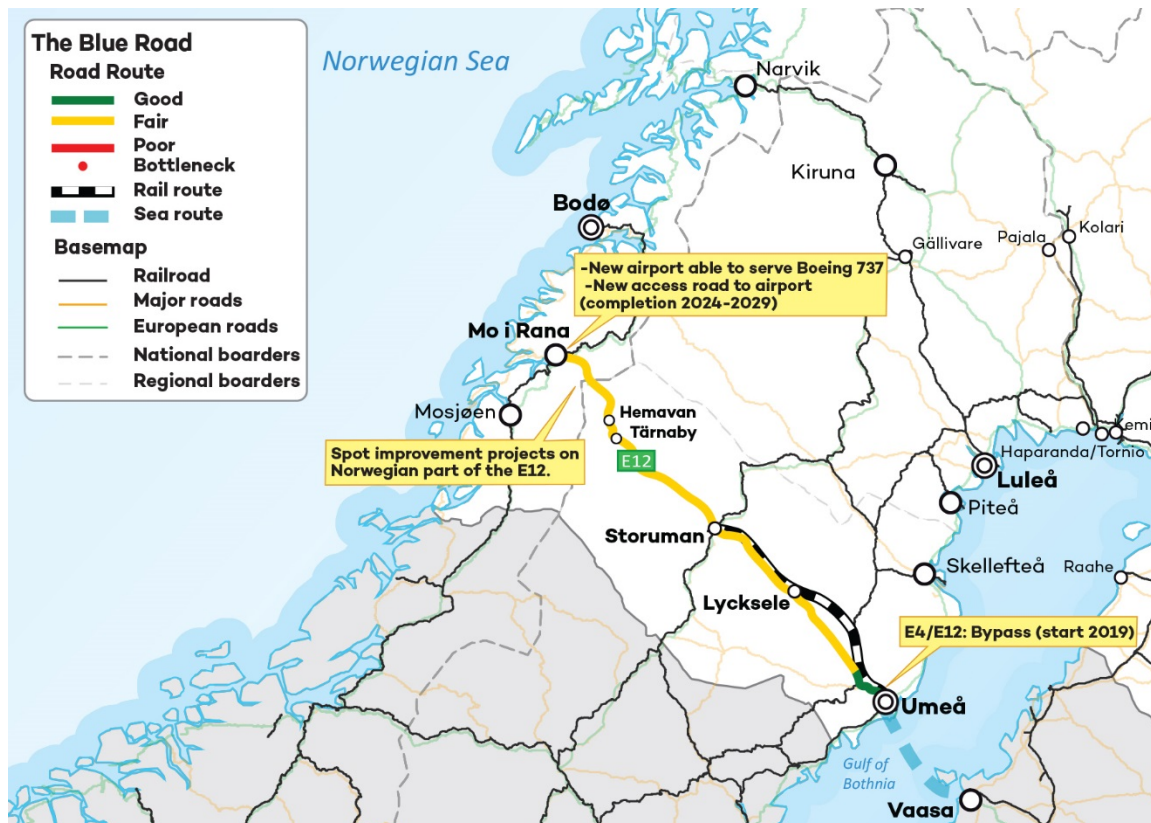 The Blue Road
Road Route
Good
Fair
Poor
Bottleneck
Rail route
Sea route
Basemap
Railroad
Major roads
European roads
National boarders
Regional boarders
Norwegian Sea
Narvik
Kiruna
Bodø
Gällivare
Pajala
Kolari
-New airport able to serve Boeing 737
-New access road to airport
(completion 2024-2029)
Mo i Rana
Mosjøen
Hemavan
Tärnaby
E12
Spot improvement projects on
Norwegian part of the E12.
Kemi
Haparanda/Tornio
Luleå
Piteå
Storuman
Skellefteå
Raahe
Lycksele
E4/E12: Bypass (start 2019)
Umeå
Gulf of
Bothnia
Vaasa